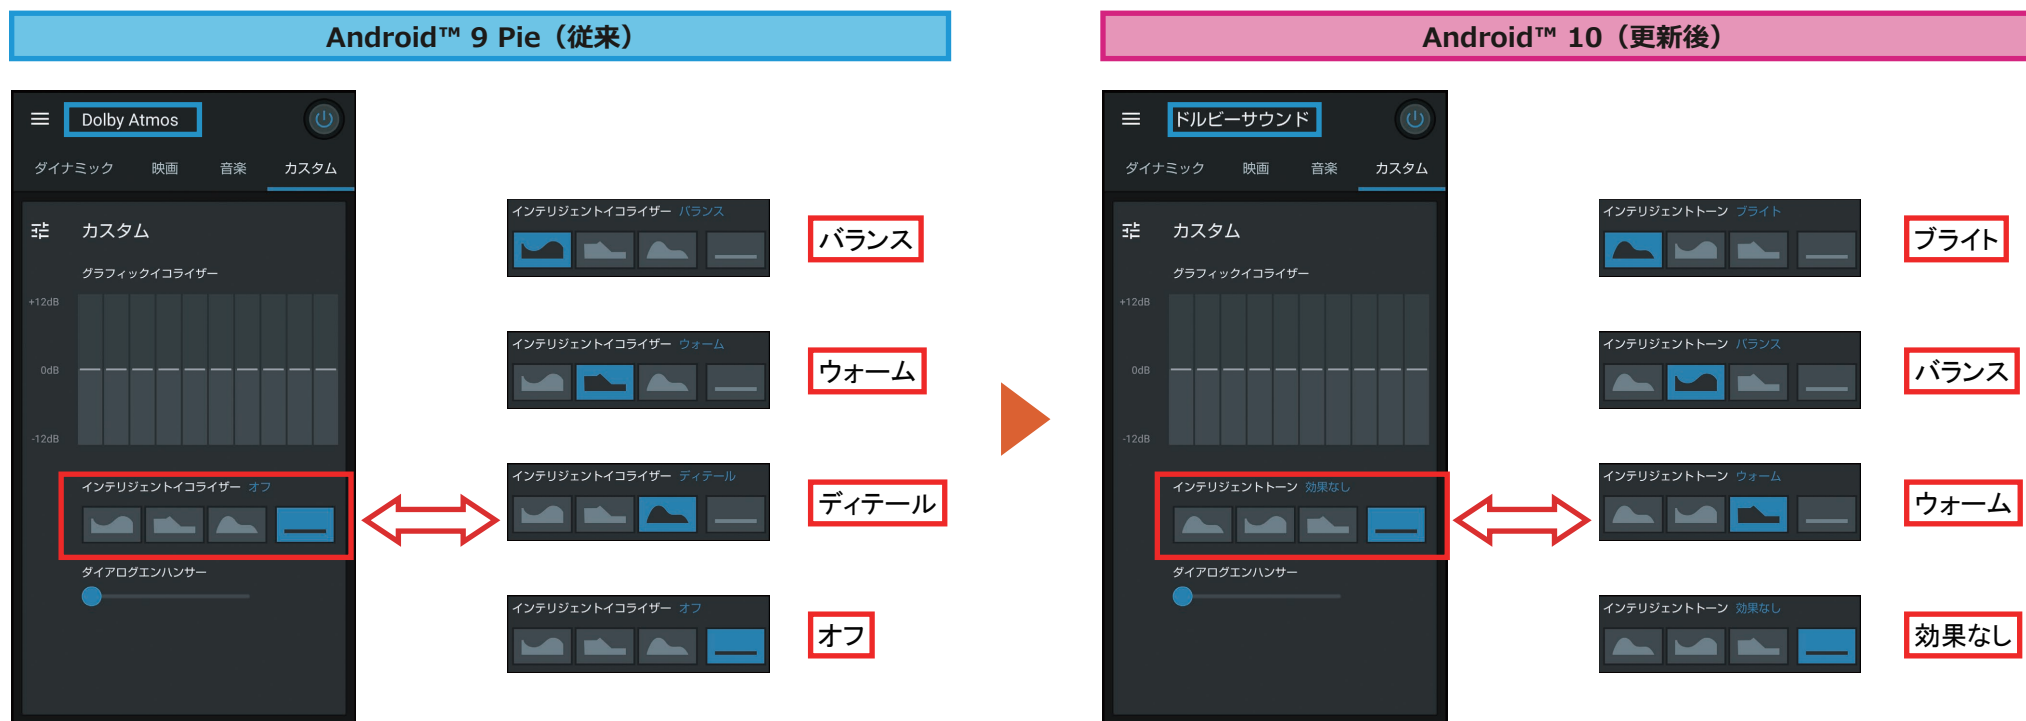 Android™ 9 Pie（従来）
Dolby Atmos
ダイナミック 映画 音楽 カスタム
カスタム
グラフィックイコライザー
+12dB
0dB
-12dB
インテリジェントイコライザー オフ
ダイアログエンハンサー
インテリジェントイコライザー バランス
バランス
インテリジェントイコライザー ウォーム
ウォーム
インテリジェントイコライザー ディテール
ディテール
インテリジェントイコライザー オフ
オフ
Android™ 10（更新後）
ドルビーサウンド
ダイナミック 映画 音楽 カスタム
カスタム
グラフィックイコライザー
+12dB
0dB
-12dB
インテリジェントトーン 効果なし
ダイアログエンハンサー
インテリジェントトーン ブライト
ブライト
インテリジェントトーン バランス
バランス
インテリジェントトーン ウォーム
ウォーム
インテリジェントトーン 効果なし
効果なし